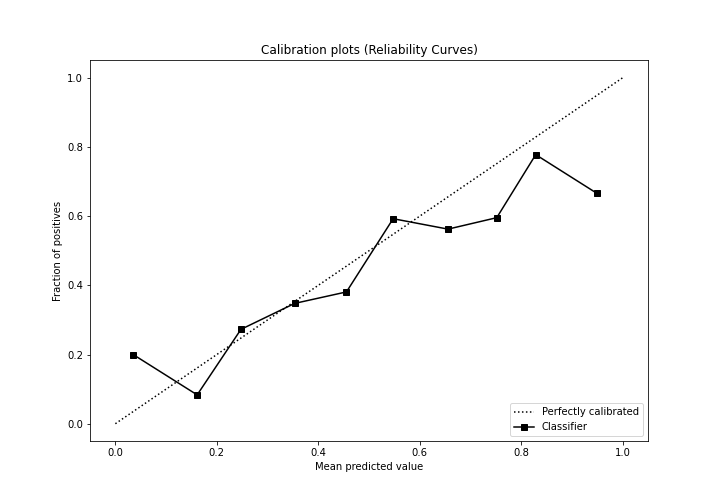 Calibration plots (Reliability Curves)
1.0
0.8
0.6
0.4
0.2
0.0
Fraction of positives
0.0 0.2 0.4 0.6 0.8 1.0
Mean predicted value
Perfectly calibrated
Classifier